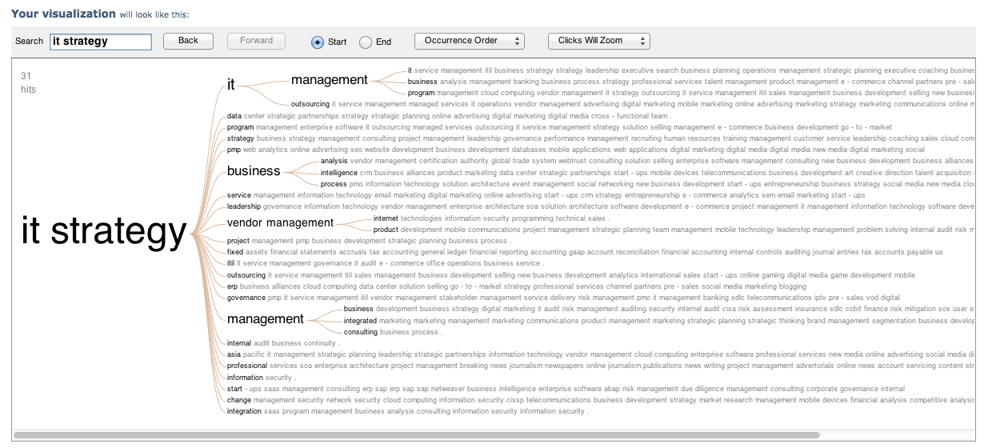 Your visualization will look like this:
Search it strategy Back Forward Start End Occurrence Order Clicks Will Zoom
31
hits
it strategy
it
management
it service management itil business strategy strategy leadership executive search business planning operations management strategic planning executive coaching busines
business analysis management banking business process strategy professional services talent management product management e - commerce channel partners pre - sale
program management cloud computing vendor management it strategy outsourcing it service management itil sales management business development selling new business
outsourcing it service management managed services it operations vendor management advertising digital marketing mobile marketing online advertising marketing strategy marketing communications online m
data center strategic partnerships strategy strategic planning online advertising digital marketing digital media cross - functional team .
program management enterprise software it outsourcing managed services outsourcing it service management strategy solution selling management e - commerce business development go - to - market
strategy business strategy management consulting project management leadership governance performance management recruiting human resources training management customer service leadership coaching sales cloud com
pmp web analytics online advertising seo website development business development databases mobile applications web applications digital marketing digital media digital media new media digital marketing social
business
analysis vendor management certification authority global trade system webtrust consulting solution selling enterprise software management consulting new business development business alliances
intelligence crm business alliances product marketing data center strategic partnerships start - ups mobile devices telecommunications business development art creative direction talent acquisition
process pmo information technology solution architecture event management social networking new business development start - ups entrepreneurship business strategy social media new media clou
service management information technology email marketing digital marketing online advertising start - ups crm strategy entrepreneurship e - commerce analytics sem email marketing start - ups
leadership governance information technology vendor management enterprise architecture soa solution architecture software development e - commerce project management it management information technology software deve
vendor management
internet technologies information security programming technical sales .
product development mobile communications project management strategic planning team management mobile technology leadership management problem solving internal audit risk m
project management pmp business development strategic planning business process .
fixed assets financial statements accruals tax accounting general ledger financial reporting accounting gaap account reconciliation financial accounting internal controls auditing journal entries tax accounts payable us
itil it service management governance it audit e - commerce office operations business service .
outsourcing it service management itil sales management business development selling new business development analytics international sales start - ups online gaming digital media game development mobile
erp business alliances cloud computing data center solution selling go - to - market strategy professional services channel partners pre - sales social media marketing blogging
governance pmp it service management itil vendor management stakeholder management service delivery risk management pmo it management banking sdlc telecommunications iptv pre - sales vod digital
management
business development business strategy digital marketing it audit risk management auditing security internal audit cisa risk assessment insurance sdlc cobit finance risk mitigation sox user ex
integrated marketing marketing management marketing communications product management marketing strategic planning strategic thinking brand management segmentation business develop
consulting business process .
internal audit business continuity .
asia pacific it management strategic planning leadership strategic partnerships information technology vendor management cloud computing enterprise software professional services new media online advertising social media di
professional services soa enterprise architecture project management breaking news journalism newspapers online journalism publications news writing project management advertorials online news account servicing content str
information security .
start - ups saas management consulting erp sap erp sap sap netweaver business intelligence enterprise software abap risk management due diligence management consulting corporate governance internal
change management security network security cloud computing information security cissp telecommunications business development strategy market research management mobile devices financial analysis competitive analysis
integration saas program management business analysis consulting information security information security .